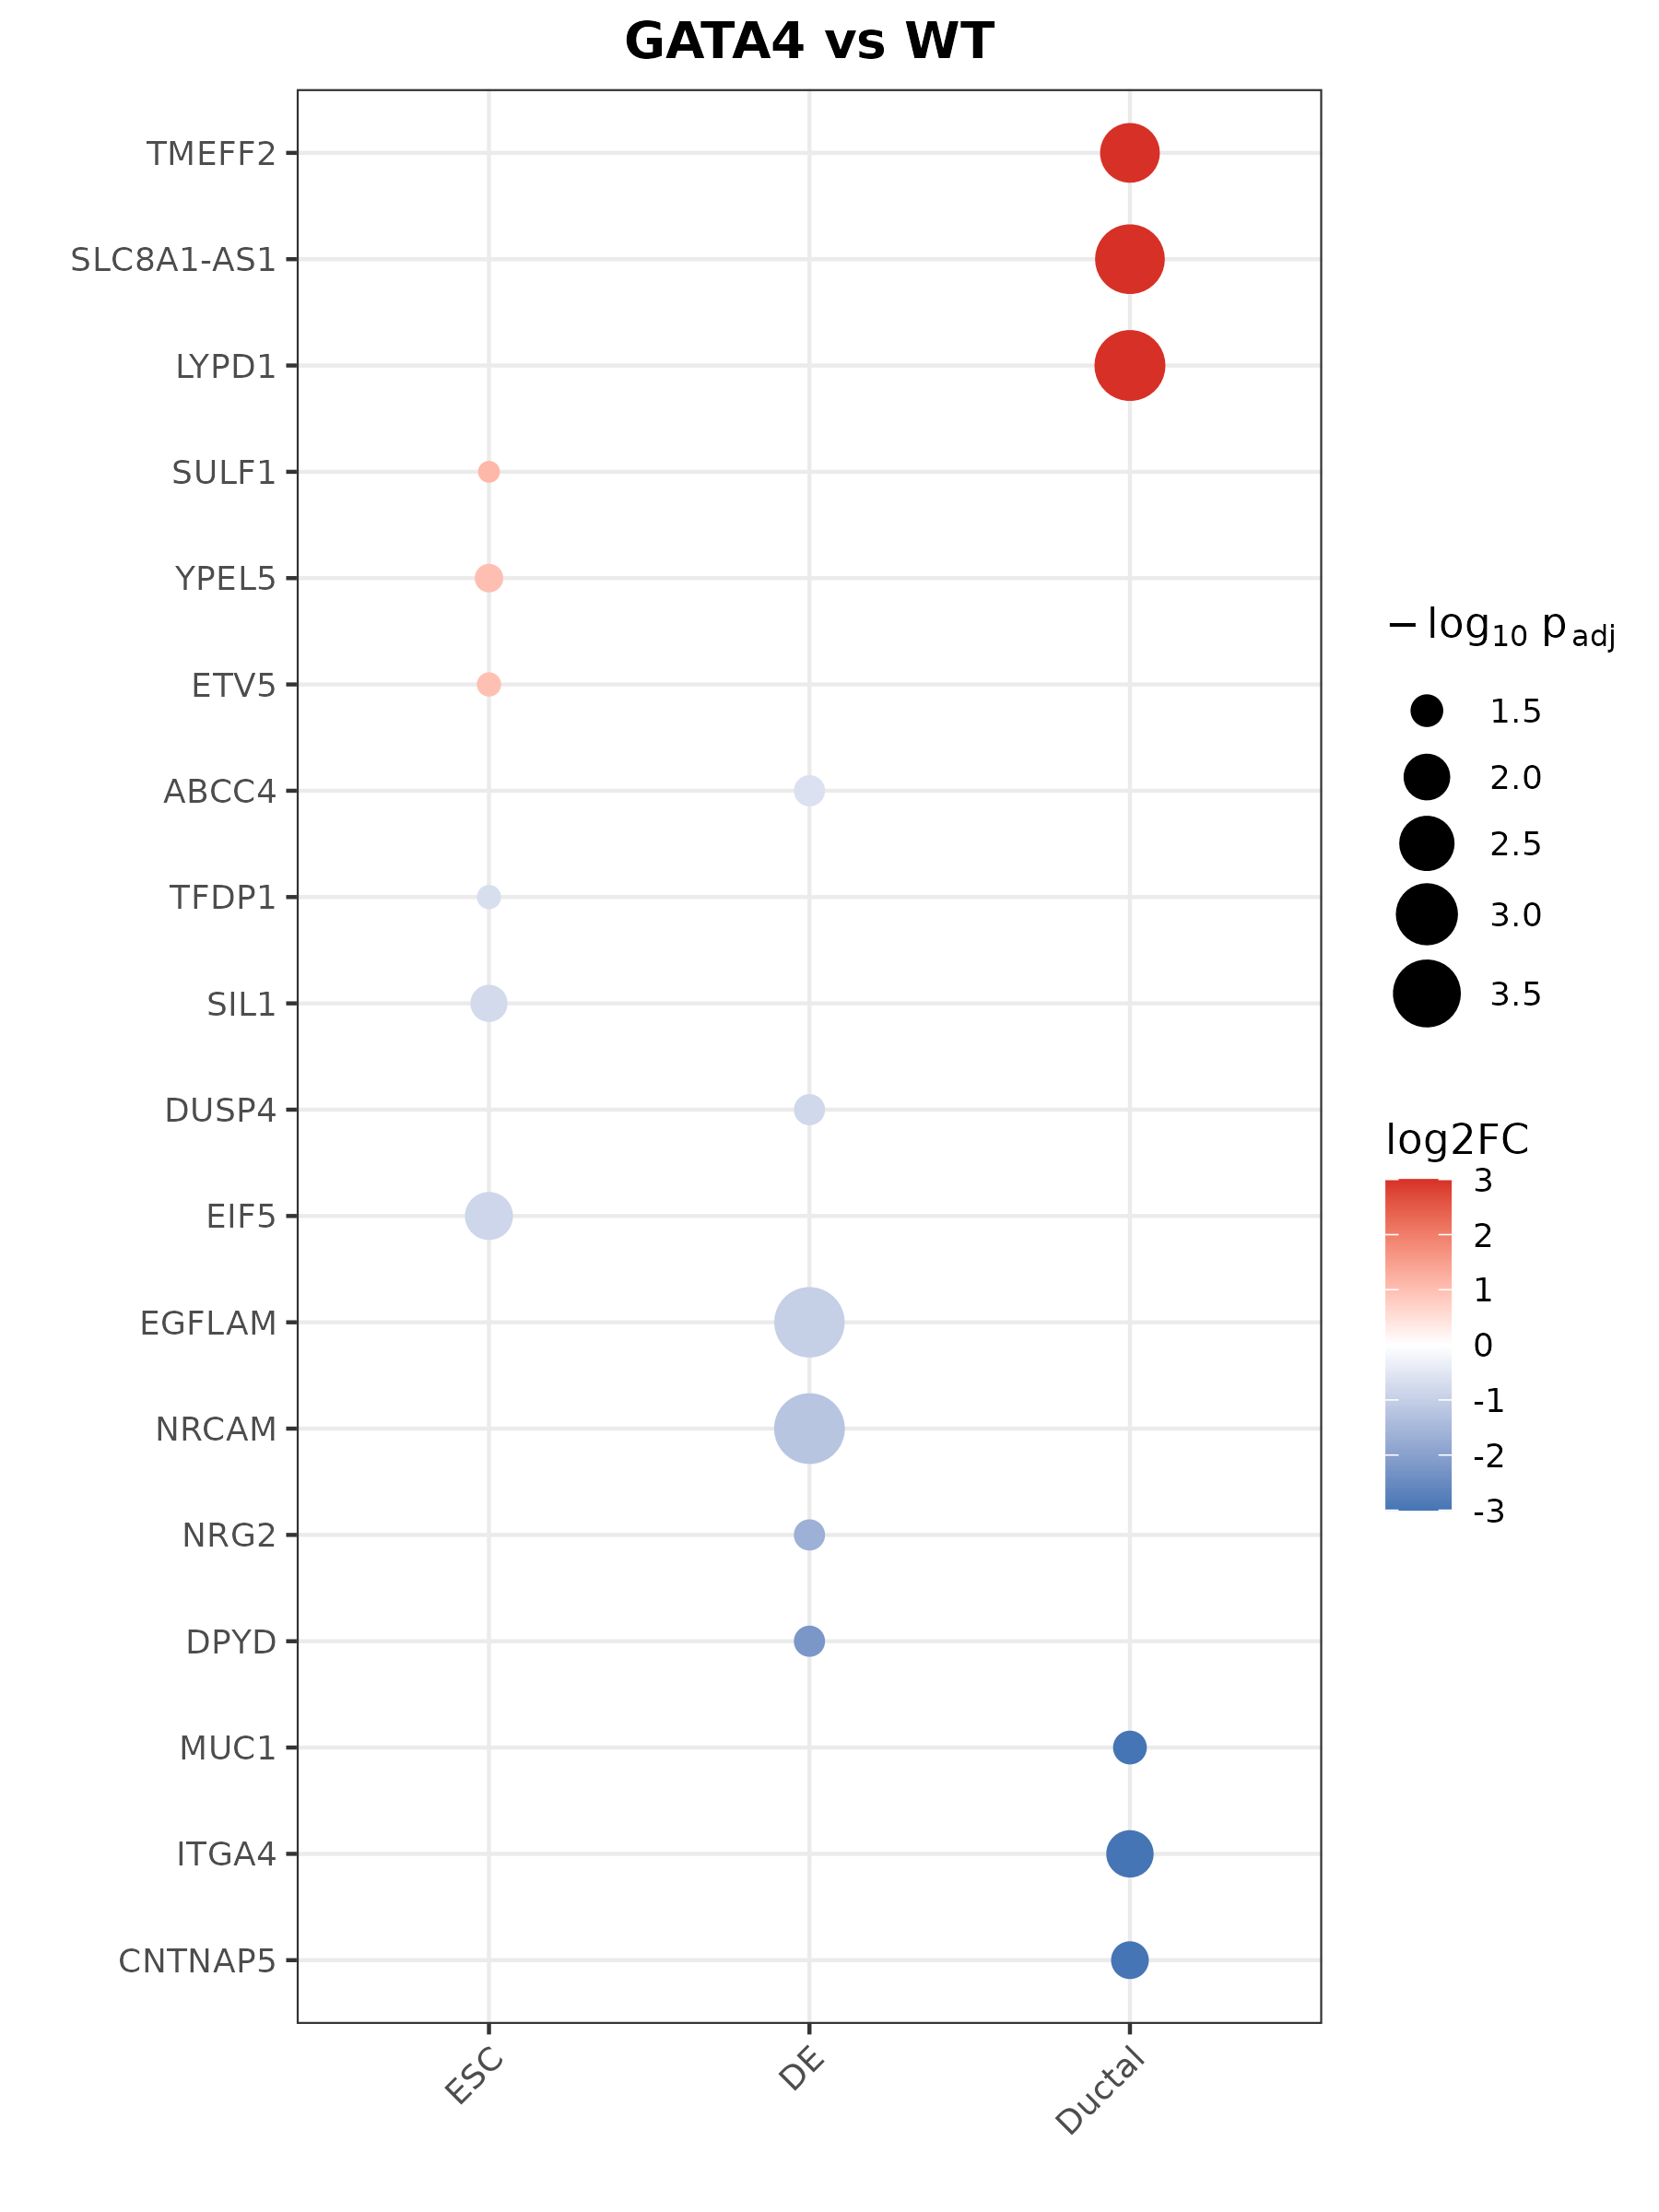 GATA4 vs WT
TMEFF2
SLC8A1-AS1
LYPD1
SULF1
YPEL5
ETV5
ABCC4
TFDP1
SIL1
DUSP4
EIF5
EGFLAM
NRCAM
NRG2
DPYD
MUC1
ITGA4
CNTNAP5
ESC
DE
Ductal
− log10 p adj
1.5
2.0
2.5
3.0
3.5
log2FC
3
2
1
0
-1
-2
-3